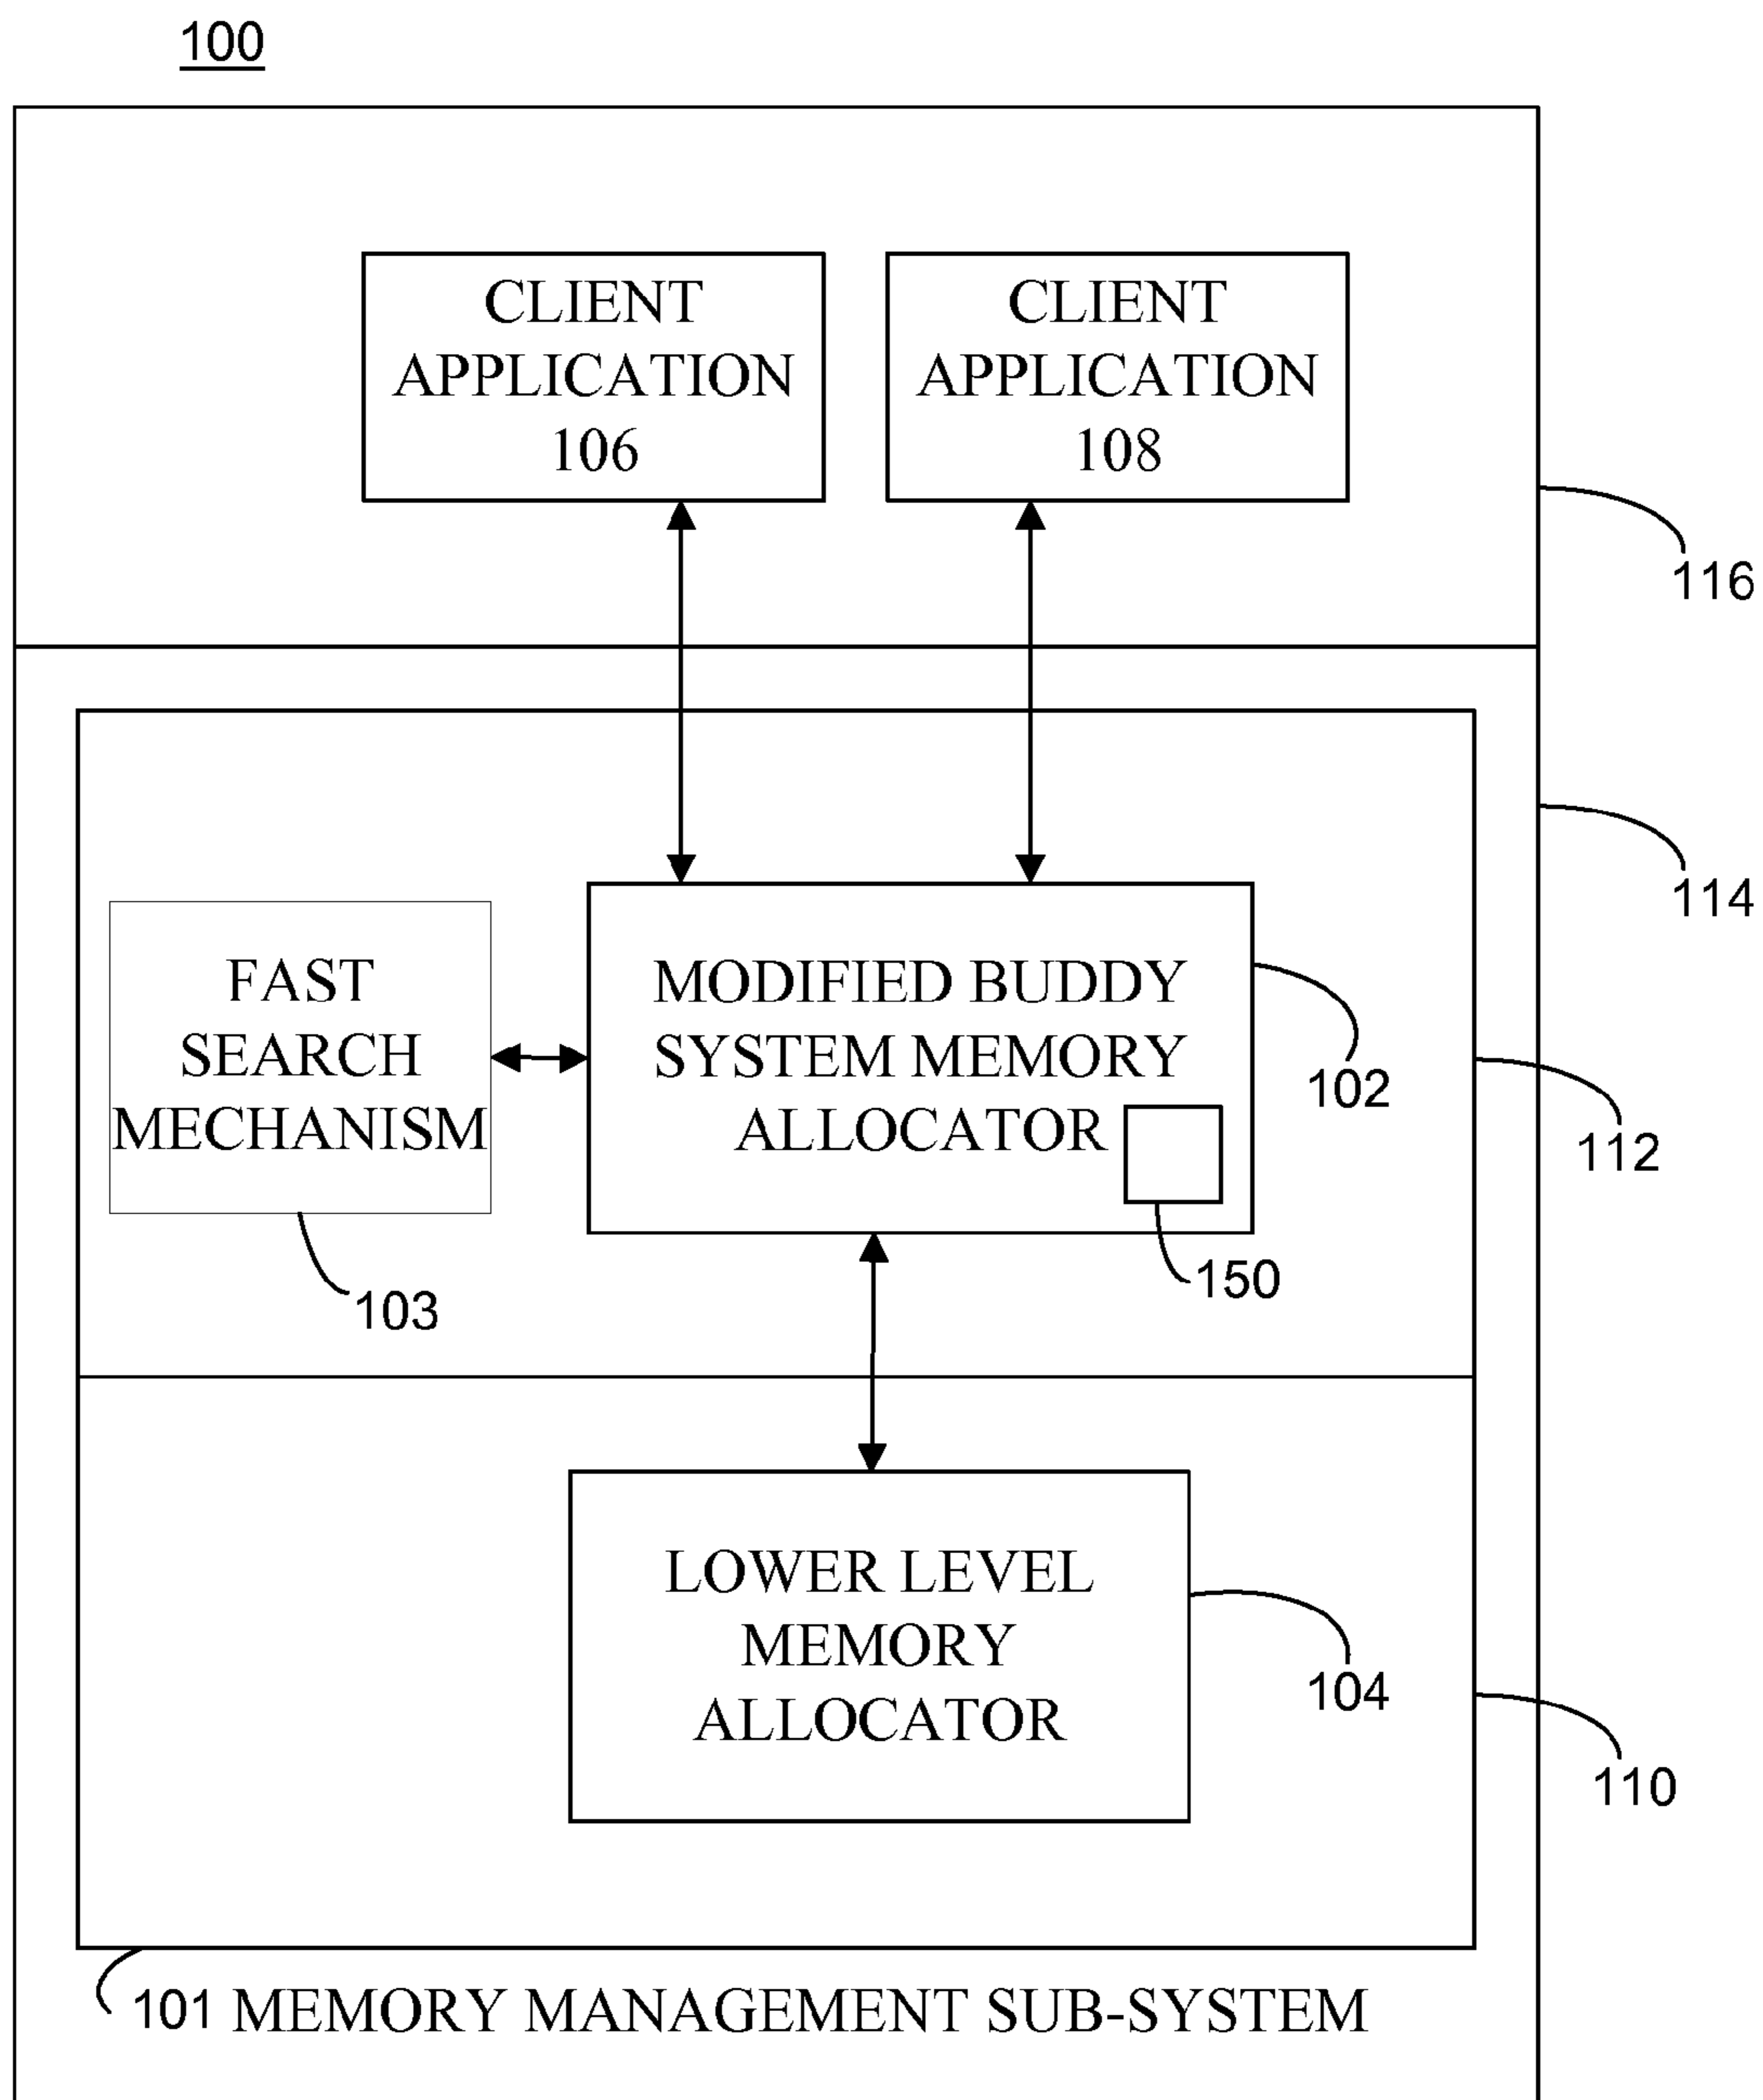 100
CLIENT
APPLICATION
106
CLIENT
APPLICATION
108
116
114
FAST
SEARCH
MECHANISM
MODIFIED BUDDY
SYSTEM MEMORY
ALLOCATOR
102
112
150
103
LOWER LEVEL
MEMORY
ALLOCATOR
104
110
101 MEMORY MANAGEMENT SUB-SYSTEM